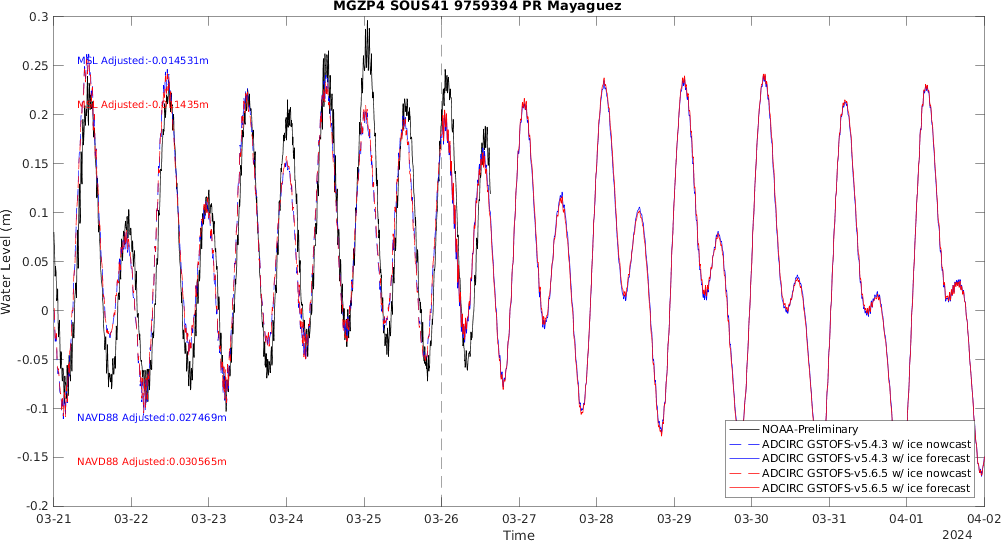 MGZP4 SOUS41 9759394 PR Mayaguez
0.3
0.25
0.2
0.15
0.1
0.05
0
-0.05
-0.1
-0.15
-0.2
Water Level (m)
MSL Adjusted:-0.014531m
MSL Adjusted:-0.011435m
NAVD88 Adjusted:0.027469m
NAVD88 Adjusted:0.030565m
NOAA-Preliminary
ADCIRC GSTOFS-v5.4.3 w/ ice nowcast
ADCIRC GSTOFS-v5.4.3 w/ ice forecast
ADCIRC GSTOFS-v5.6.5 w/ ice nowcast
ADCIRC GSTOFS-v5.6.5 w/ ice forecast
03-21 03-22 03-23 03-24 03-25 03-26 03-27 03-28 03-29 03-30 03-31 04-01 04-02
Time
2024